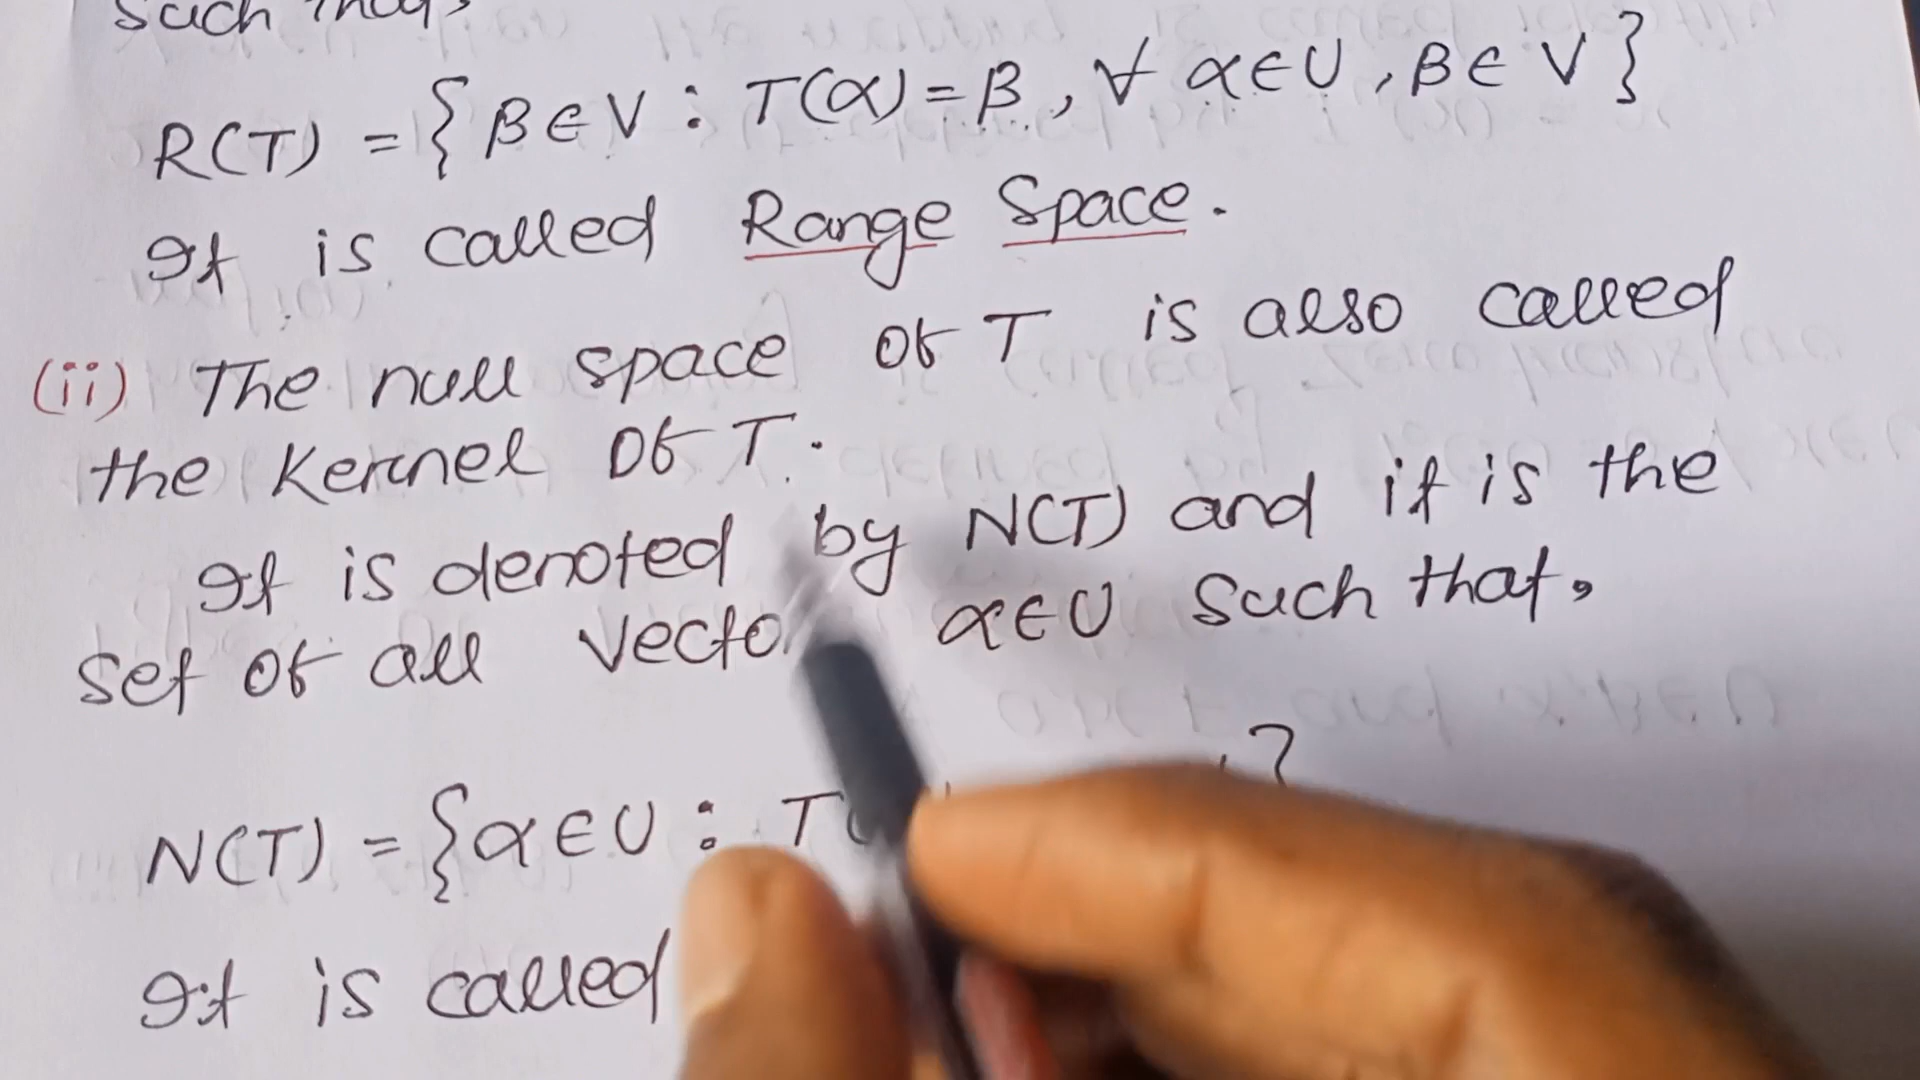 such that,
R(T) = {β∈V : T(α)=β, ∀ α∈U, β∈V}
It is called Range Space.
(ii) The null space of T is also called
the Kernel of T.
It is denoted by N(T) and it is the
set of all vector α∈U such that,
N(T) = {α∈U : T( }
It is called